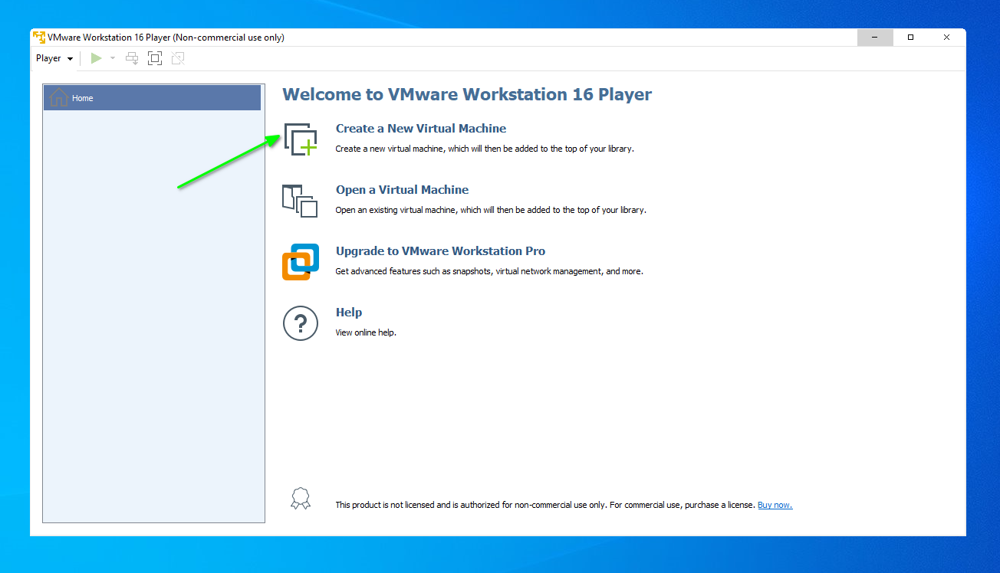 VMware Workstation 16 Player (Non-commercial use only)
Player
Home
Welcome to VMware Workstation 16 Player
Create a New Virtual Machine
Create a new virtual machine, which will then be added to the top of your library.
Open a Virtual Machine
Open an existing virtual machine, which will then be added to the top of your library.
Upgrade to VMware Workstation Pro
Get advanced features such as snapshots, virtual network management, and more.
?
Help
View online help.
This product is not licensed and is authorized for non-commercial use only. For commercial use, purchase a license. Buy now.